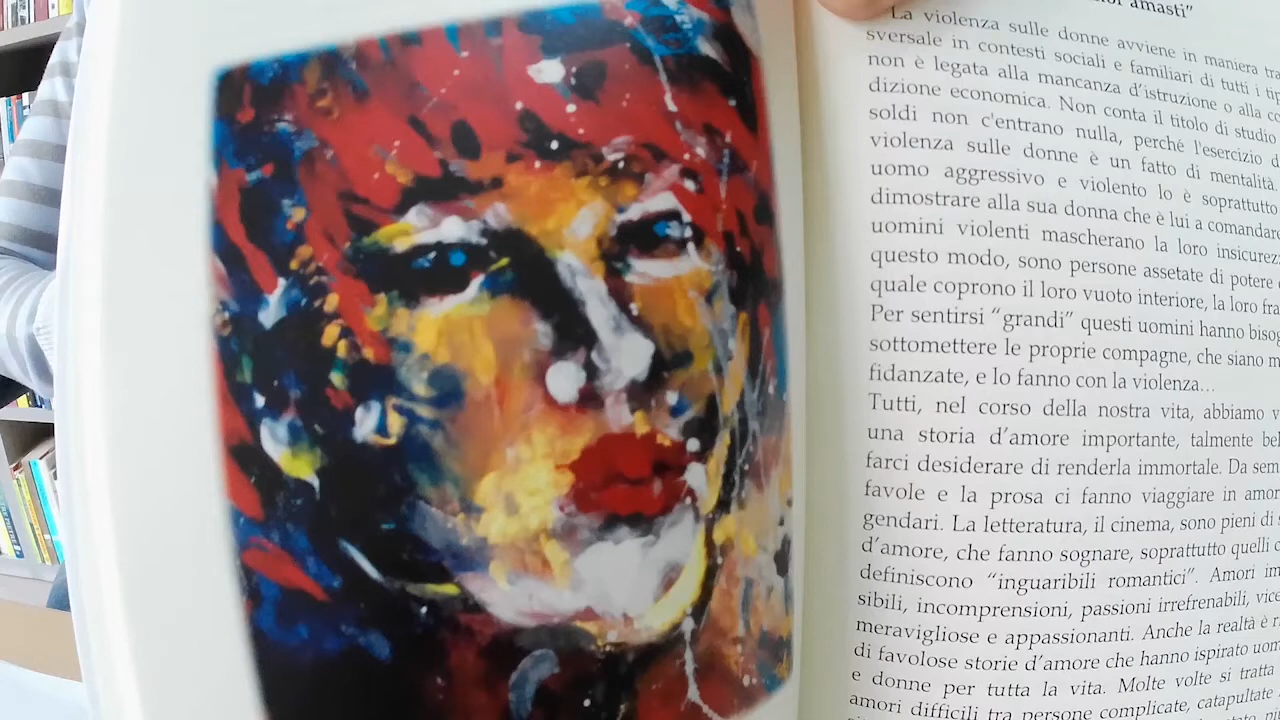 amasti”
La violenza sulle donne avviene in maniera tra
sversale in contesti sociali e familiari di tutti i
non è legata alla mancanza d’istruzione o alla
dizione economica. Non conta il titolo di studio
soldi non c'entrano nulla, perché l'esercizio
violenza sulle donne è un fatto di mentalità.
uomo aggressivo e violento lo è soprattutto
dimostrare alla sua donna che è lui a comandare
uomini violenti mascherano la loro insicurez
questo modo, sono persone assetate di potere
quale coprono il loro vuoto interiore, la loro fra
Per sentirsi “grandi” questi uomini hanno bisog
sottomettere le proprie compagne, che siano m
fidanzate, e lo fanno con la violenza...
Tutti, nel corso della nostra vita, abbiamo v
una storia d’amore importante, talmente be
farci desiderare di renderla immortale. Da sem
favole e la prosa ci fanno viaggiare in amor
gendari. La letteratura, il cinema, sono pieni di
d’amore, che fanno sognare, soprattutto quelli c
definiscono “inguaribili romantici”. Amori im
sibili, incomprensioni, passioni irrefrenabili, vice
meravigliose e appassionanti. Anche la realtà è
di favolose storie d’amore che hanno ispirato uom
e donne per tutta la vita. Molte volte si tratta
amori difficili tra persone complicate, catapultate